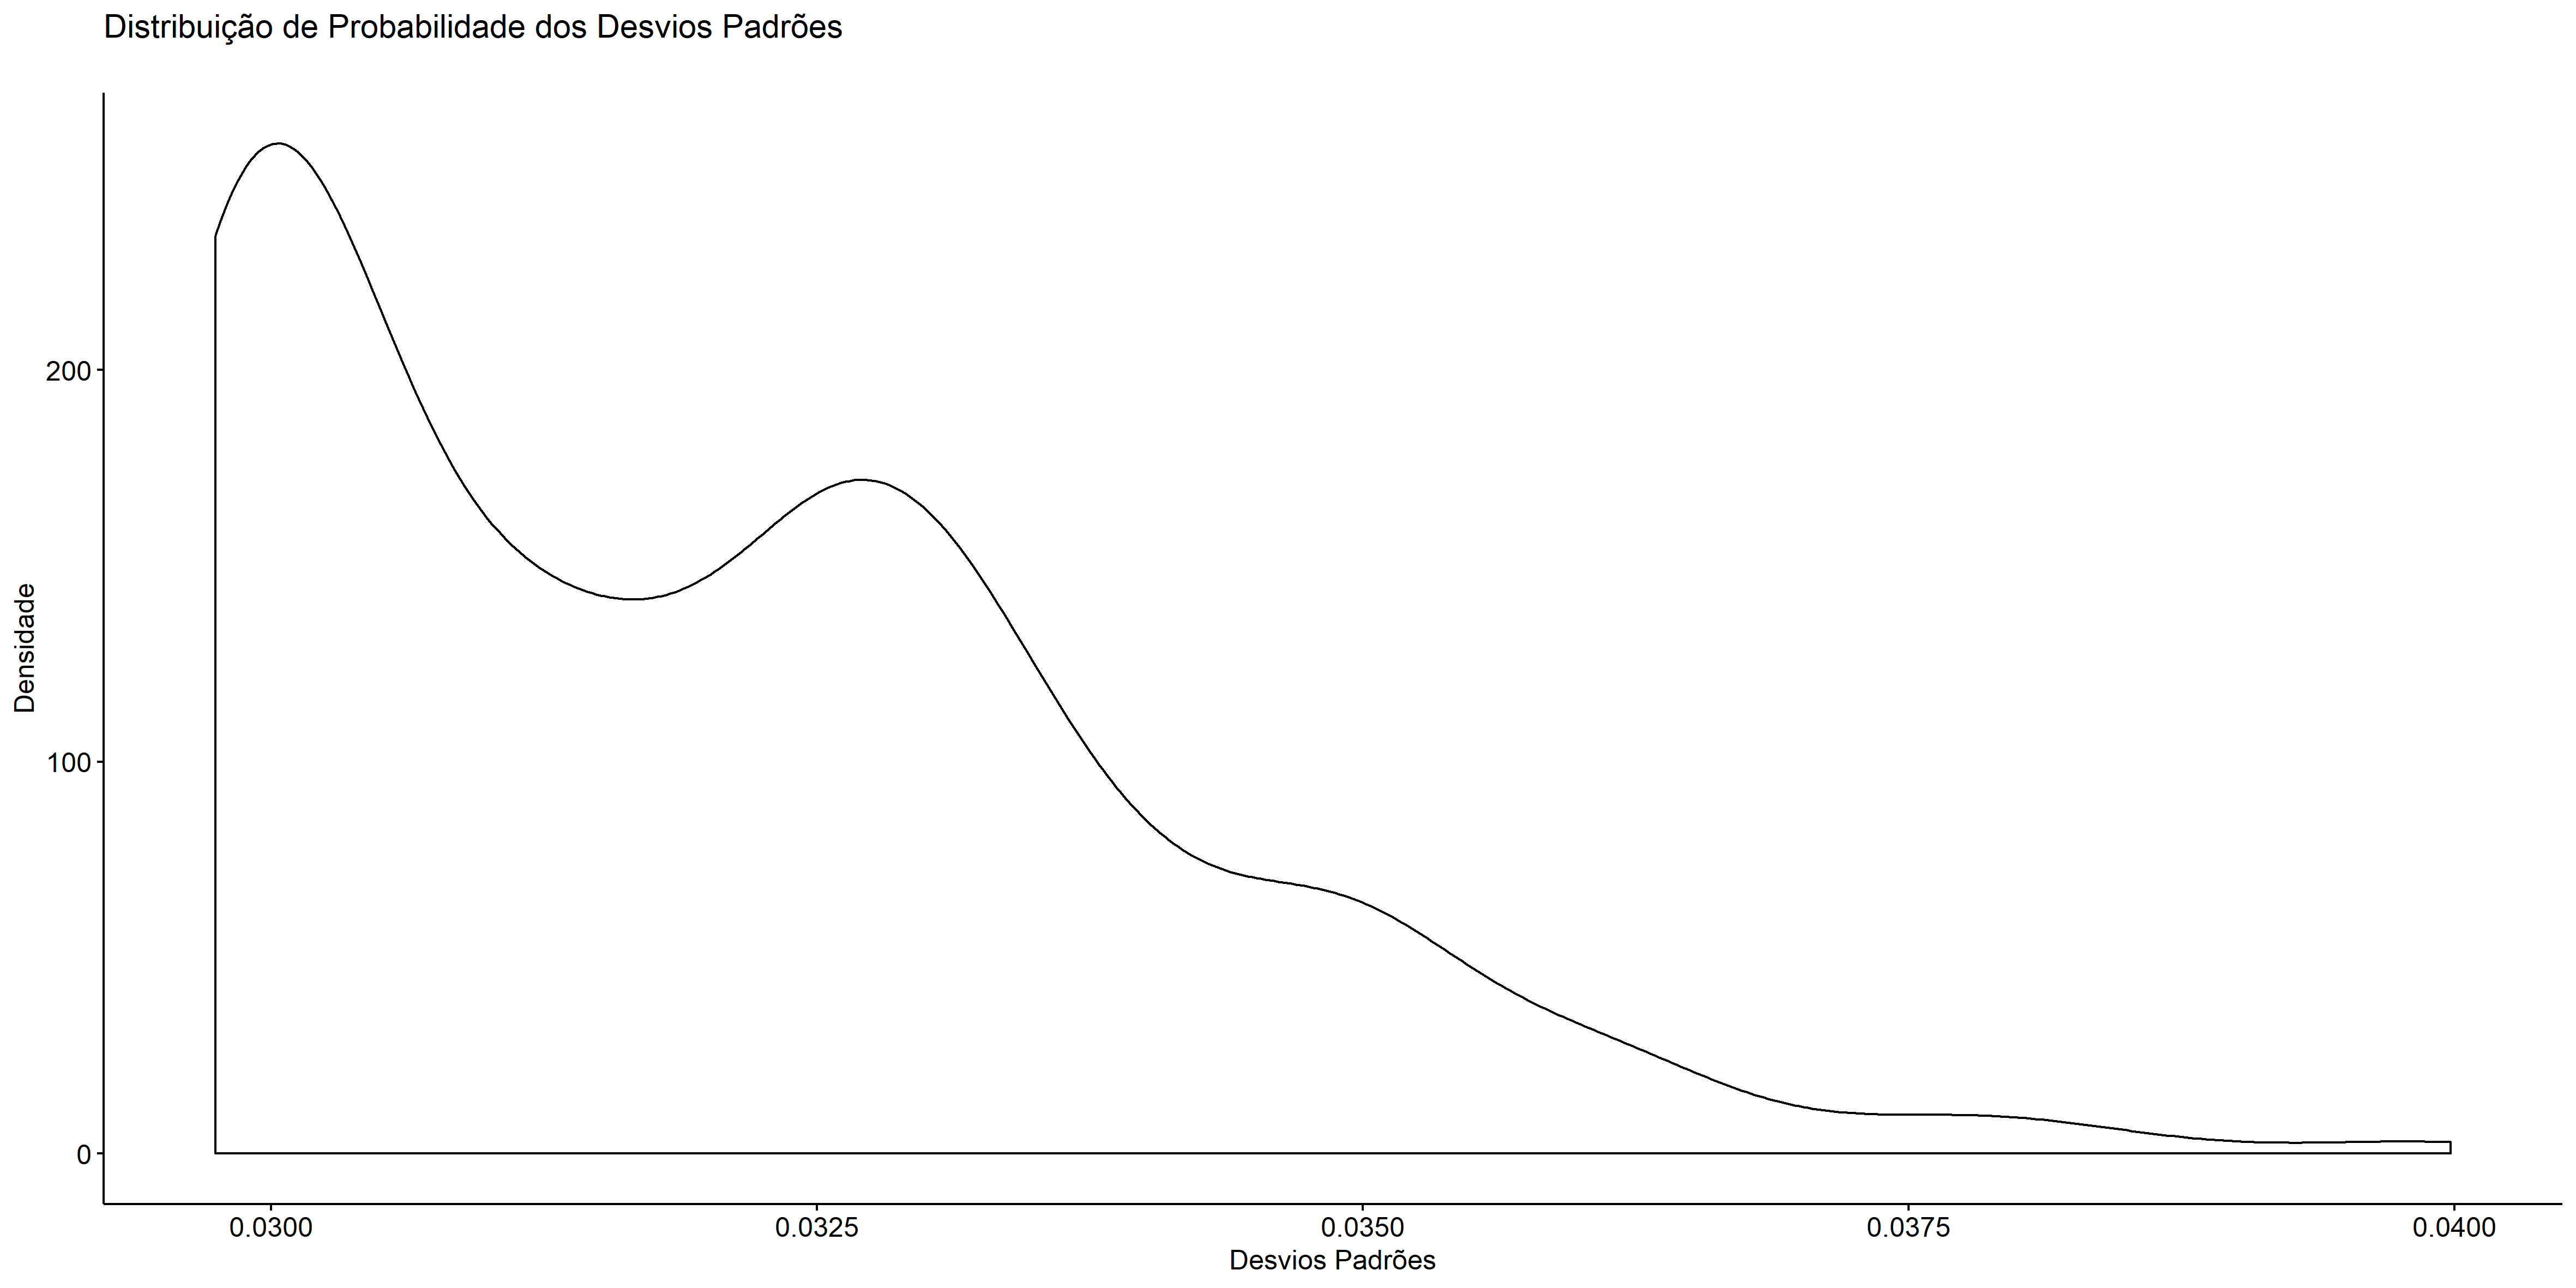 Distribuição de Probabilidade dos Desvios Padrões
Densidade
200
100
0
0.0300 0.0325 0.0350 0.0375 0.0400
Desvios Padrões